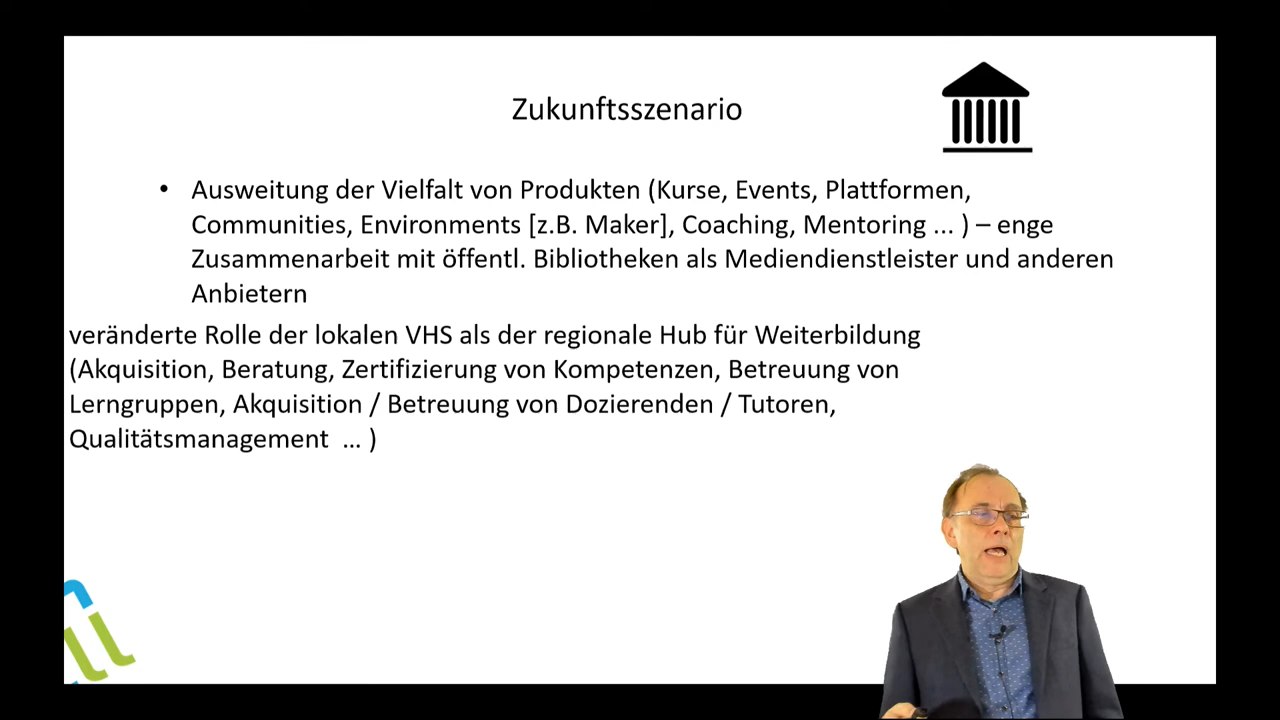 Zukunftsszenario
• Ausweitung der Vielfalt von Produkten (Kurse, Events, Plattformen,
Communities, Environments [z.B. Maker], Coaching, Mentoring ... ) – enge
Zusammenarbeit mit öffentl. Bibliotheken als Mediendienstleister und anderen
Anbietern
veränderte Rolle der lokalen VHS als der regionale Hub für Weiterbildung
(Akquisition, Beratung, Zertifizierung von Kompetenzen, Betreuung von
Lerngruppen, Akquisition / Betreuung von Dozierenden / Tutoren,
Qualitätsmanagement  ... )